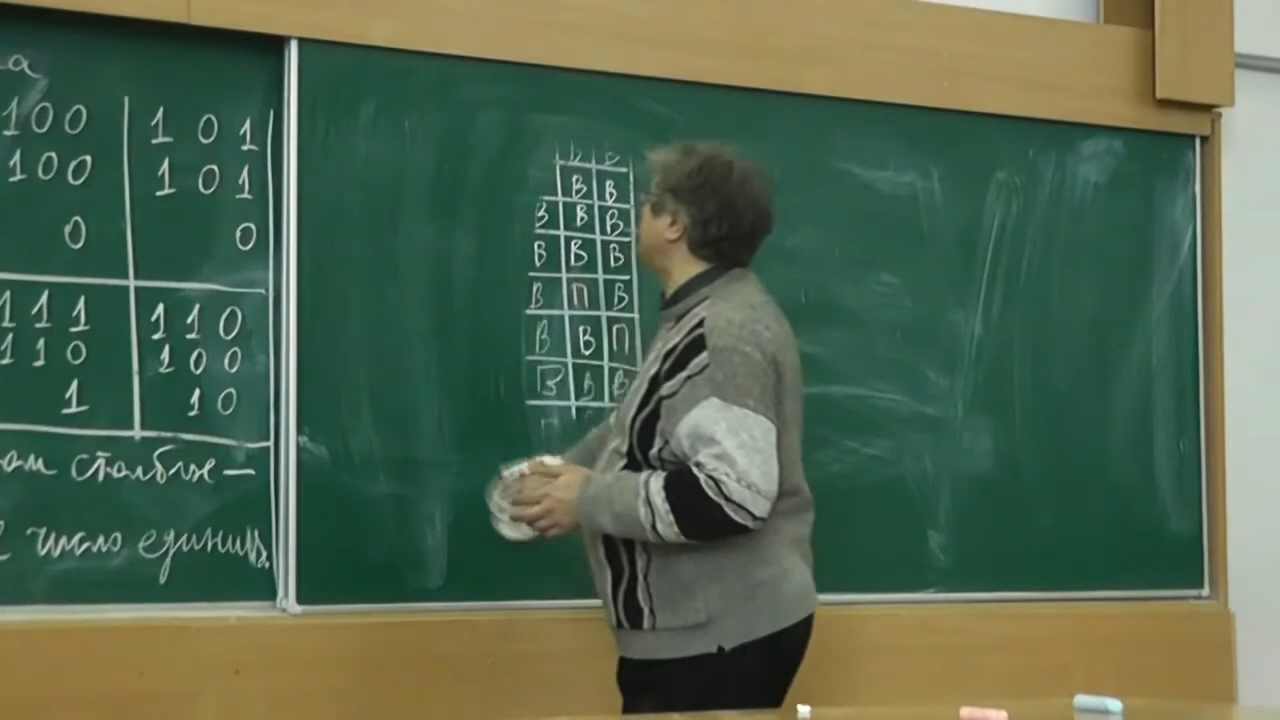 а
100
100
0
101
101
0
111
110
1
110
100
10
столбце —
число единиц.
В В
В В
В В В
В В В
В П В
В В П
В В В
П